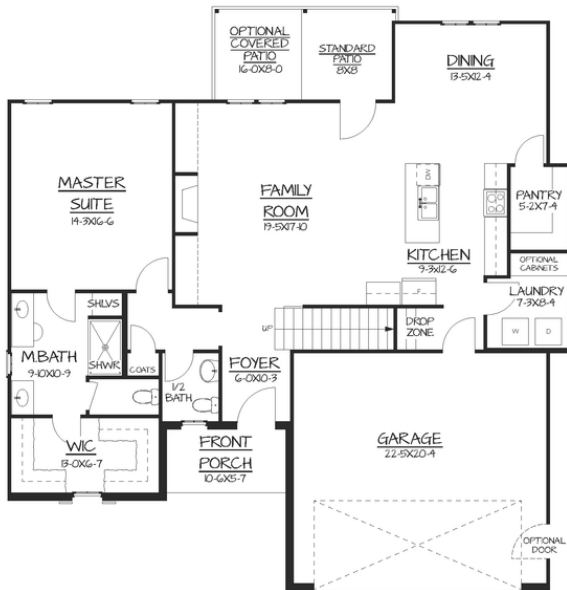 OPTIONAL
COVERED
PATIO
16-0X8-0
STANDARD
PATIO
8X8
DINING
13-5X12-4
MASTER
SUITE
14-3X16-6
FAMILY
ROOM
19-5X17-10
DW
PANTRY
5-2X7-4
KITCHEN
9-3X12-6
OPTIONAL
CABINETS
LAUNDRY
7-3X8-4
F
W
D
SHLVS
UP
DROP
ZONE
M.BATH
9-10X10-9
SHWR
COATS
FOYER
6-0X10-3
1/2
BATH
WIC
13-0X6-7
FRONT
PORCH
10-6X5-7
GARAGE
22-5X20-4
OPTIONAL
DOOR